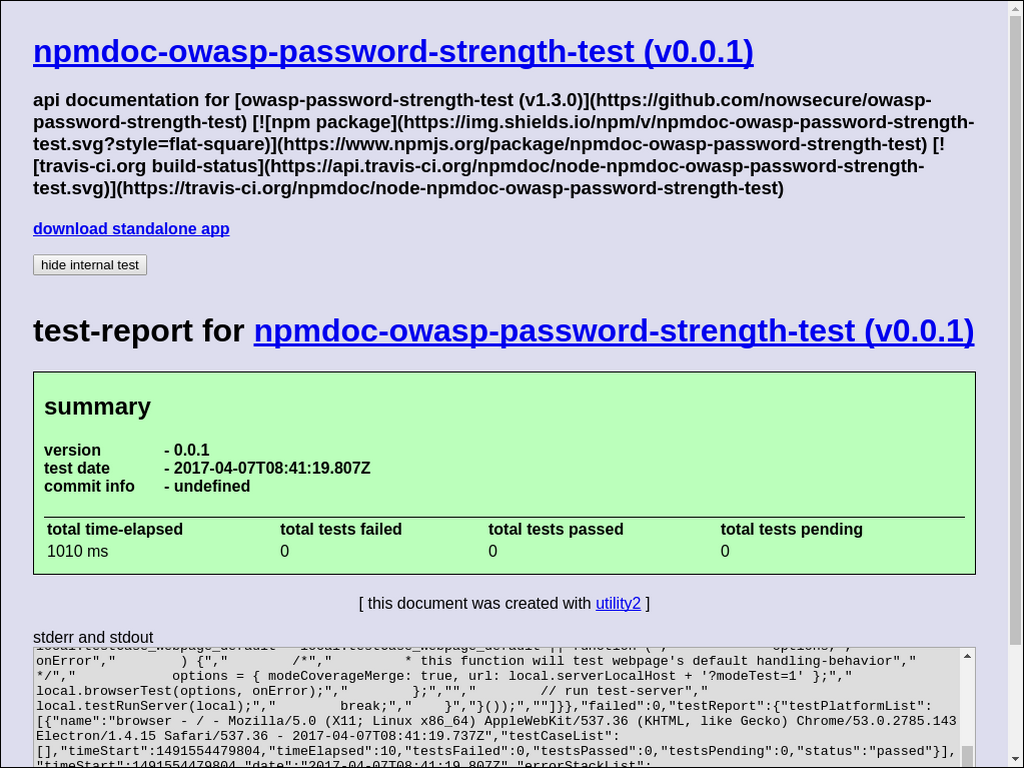 npmdoc-owasp-password-strength-test (v0.0.1)
api documentation for [owasp-password-strength-test (v1.3.0)](https://github.com/nowsecure/owasp-
password-strength-test) [![npm package](https://img.shields.io/npm/v/npmdoc-owasp-password-strength-
test.svg?style=flat-square)](https://www.npmjs.org/package/npmdoc-owasp-password-strength-test) [!
[travis-ci.org build-status](https://api.travis-ci.org/npmdoc/node-npmdoc-owasp-password-strength-
test.svg)](https://travis-ci.org/npmdoc/node-npmdoc-owasp-password-strength-test)
download standalone app
hide internal test
test-report for npmdoc-owasp-password-strength-test (v0.0.1)
summary
version - 0.0.1
test date - 2017-04-07T08:41:19.807Z
commit info - undefined
total time-elapsed total tests failed total tests passed total tests pending
1010 ms 0 0 0
[ this document was created with utility2 ]
stderr and stdout
onError","        ) {","        /*","         * this function will test webpage's default handling-behavior","
*/","            options = { modeCoverageMerge: true, url: local.serverLocalHost + '?modeTest=1' };","
local.browserTest(options, onError);","        };","","        // run test-server","
local.testRunServer(local);","        break;","    }","}());",""]}},"failed":0,"testReport":{"testPlatformList":
[{"name":"browser - / - Mozilla/5.0 (X11; Linux x86_64) AppleWebKit/537.36 (KHTML, like Gecko) Chrome/53.0.2785.143
Electron/1.4.15 Safari/537.36 - 2017-04-07T08:41:19.737Z","testCaseList":
[],"timeStart":1491554479804,"timeElapsed":10,"testsFailed":0,"testsPassed":0,"testsPending":0,"status":"passed"}],
"timeStart":1491554479804,"date":"2017-04-07T08:41:19.807Z","errorStackList":